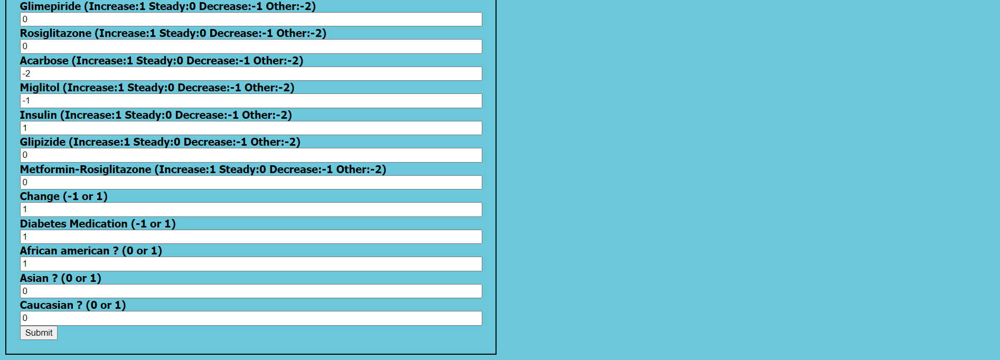 Glimepiride (Increase:1 Steady:0 Decrease:-1 Other:-2)
0
Rosiglitazone (Increase:1 Steady:0 Decrease:-1 Other:-2)
0
Acarbose (Increase:1 Steady:0 Decrease:-1 Other:-2)
-2
Miglitol (Increase:1 Steady:0 Decrease:-1 Other:-2)
-1
Insulin (Increase:1 Steady:0 Decrease:-1 Other:-2)
1
Glipizide (Increase:1 Steady:0 Decrease:-1 Other:-2)
0
Metformin-Rosiglitazone (Increase:1 Steady:0 Decrease:-1 Other:-2)
0
Change (-1 or 1)
1
Diabetes Medication (-1 or 1)
1
African american ? (0 or 1)
1
Asian ? (0 or 1)
0
Caucasian ? (0 or 1)
0
Submit